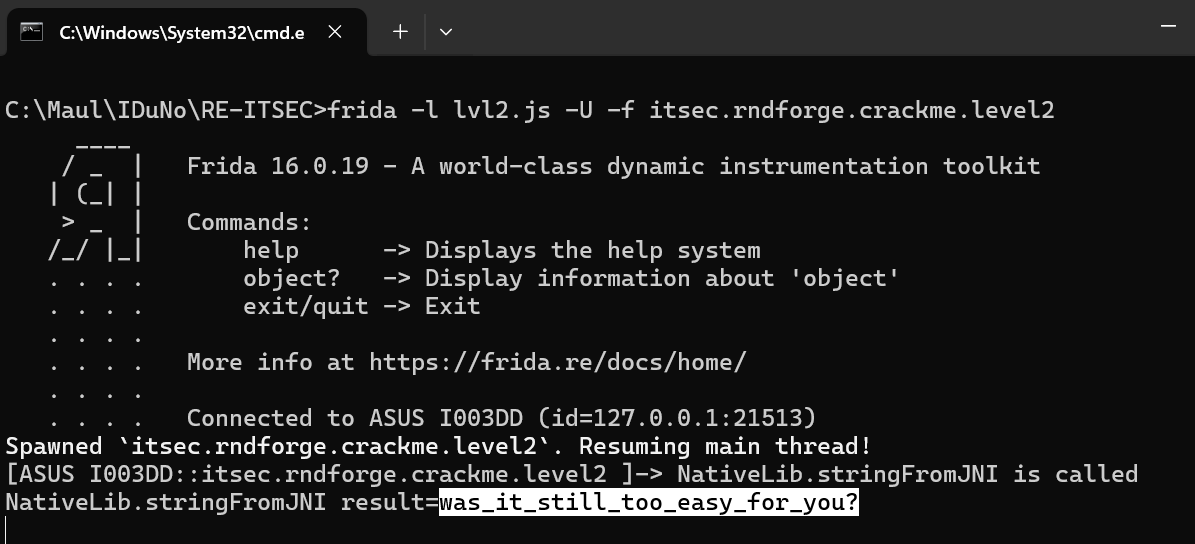 C:\Windows\System32\cmd.e
C:\Maul\IDuNo\RE-ITSEC>frida -l lvl2.js -U -f itsec.rndforge.crackme.level2
     ____
    / _  |   Frida 16.0.19 - A world-class dynamic instrumentation toolkit
   | (_| |
    > _  |   Commands:
   /_/ |_|       help      -> Displays the help system
   . . . .       object?   -> Display information about 'object'
   . . . .       exit/quit -> Exit
   . . . .
   . . . .   More info at https://frida.re/docs/home/
   . . . .
   . . . .   Connected to ASUS I003DD (id=127.0.0.1:21513)
Spawned `itsec.rndforge.crackme.level2`. Resuming main thread!
[ASUS I003DD::itsec.rndforge.crackme.level2 ]-> NativeLib.stringFromJNI is called
NativeLib.stringFromJNI result=was_it_still_too_easy_for_you?